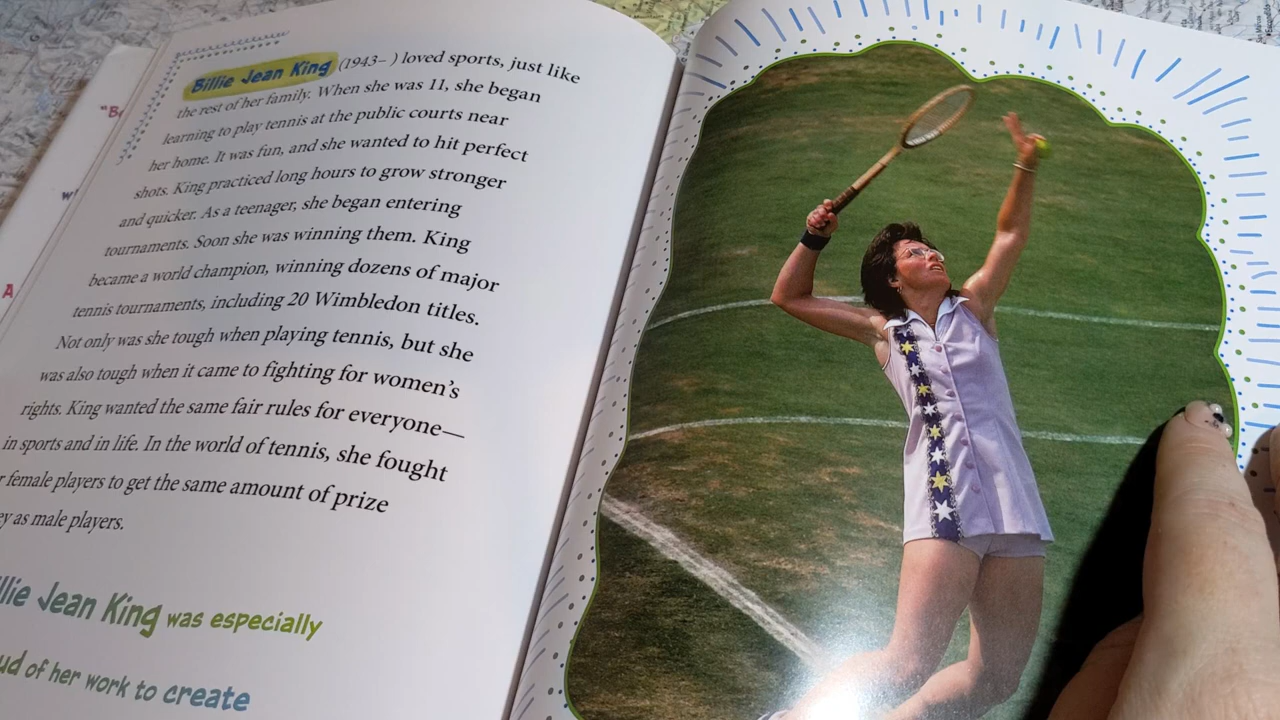 Billie Jean King (1943– ) loved sports, just like
the rest of her family. When she was 11, she began
learning to play tennis at the public courts near
her home. It was fun, and she wanted to hit perfect
shots. King practiced long hours to grow stronger
and quicker. As a teenager, she began entering
tournaments. Soon she was winning them. King
became a world champion, winning dozens of major
tennis tournaments, including 20 Wimbledon titles.
Not only was she tough when playing tennis, but she
was also tough when it came to fighting for women's
rights. King wanted the same fair rules for everyone—
in sports and in life. In the world of tennis, she fought
female players to get the same amount of prize
as male players.
Jean King was especially
of her work to create
A